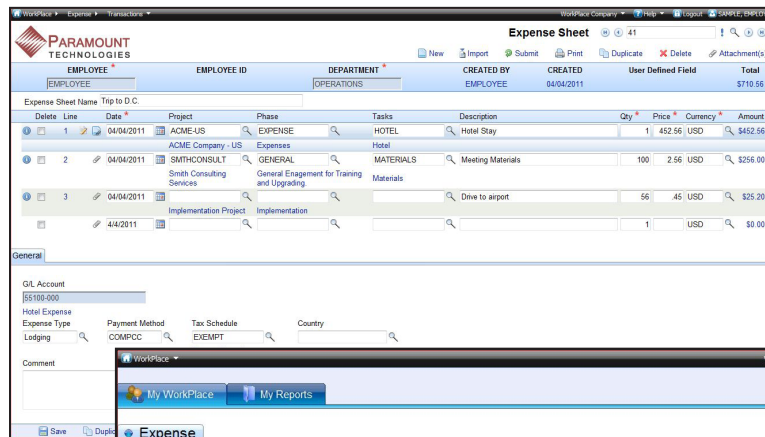 WorkPlace Expense Transactions WorkPlace Company Help Logout SAMPLE, EMPLO
PARAMOUNT
TECHNOLOGIES
Expense Sheet 41
New Import Submit Print Duplicate Delete Attachment(s
EMPLOYEE * EMPLOYEE ID DEPARTMENT * CREATED BY CREATED User Defined Field Total
EMPLOYEE OPERATIONS EMPLOYEE 04/04/2011 $710.56
Expense Sheet Name Trip to D.C.
Delete Line Date * Project Phase Tasks Description Qty * Price * Currency * Amount
1 04/04/2011 ACME-US EXPENSE HOTEL Hotel Stay 1 452.56 USD $452.56
ACME Company - US Expenses Hotel
2 04/04/2011 SMTHCONSULT GENERAL MATERIALS Meeting Materials 100 2.56 USD $256.00
Smith Consulting Services General Enagement for Training and Upgrading. Materials
3 04/04/2011 Drive to airport 56 .45 USD $25.20
Implementation Project Implementation
4/4/2011 1 USD $0.00
General
G/L Account
55100-000
Hotel Expense
Expense Type Payment Method Tax Schedule Country
Lodging COMPCC EXEMPT
Comment
WorkPlace
My WorkPlace My Reports
Save Duplic Expense